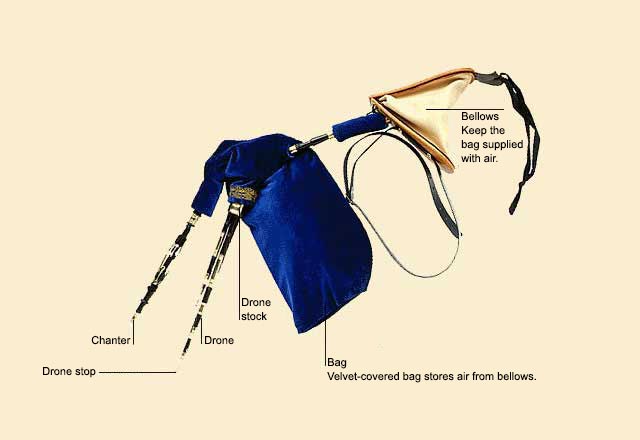 Bellows
Keep the
bag supplied
with air.
Drone
stock
Chanter
Drone
Bag
Drone stop
Velvet-covered bag stores air from bellows.